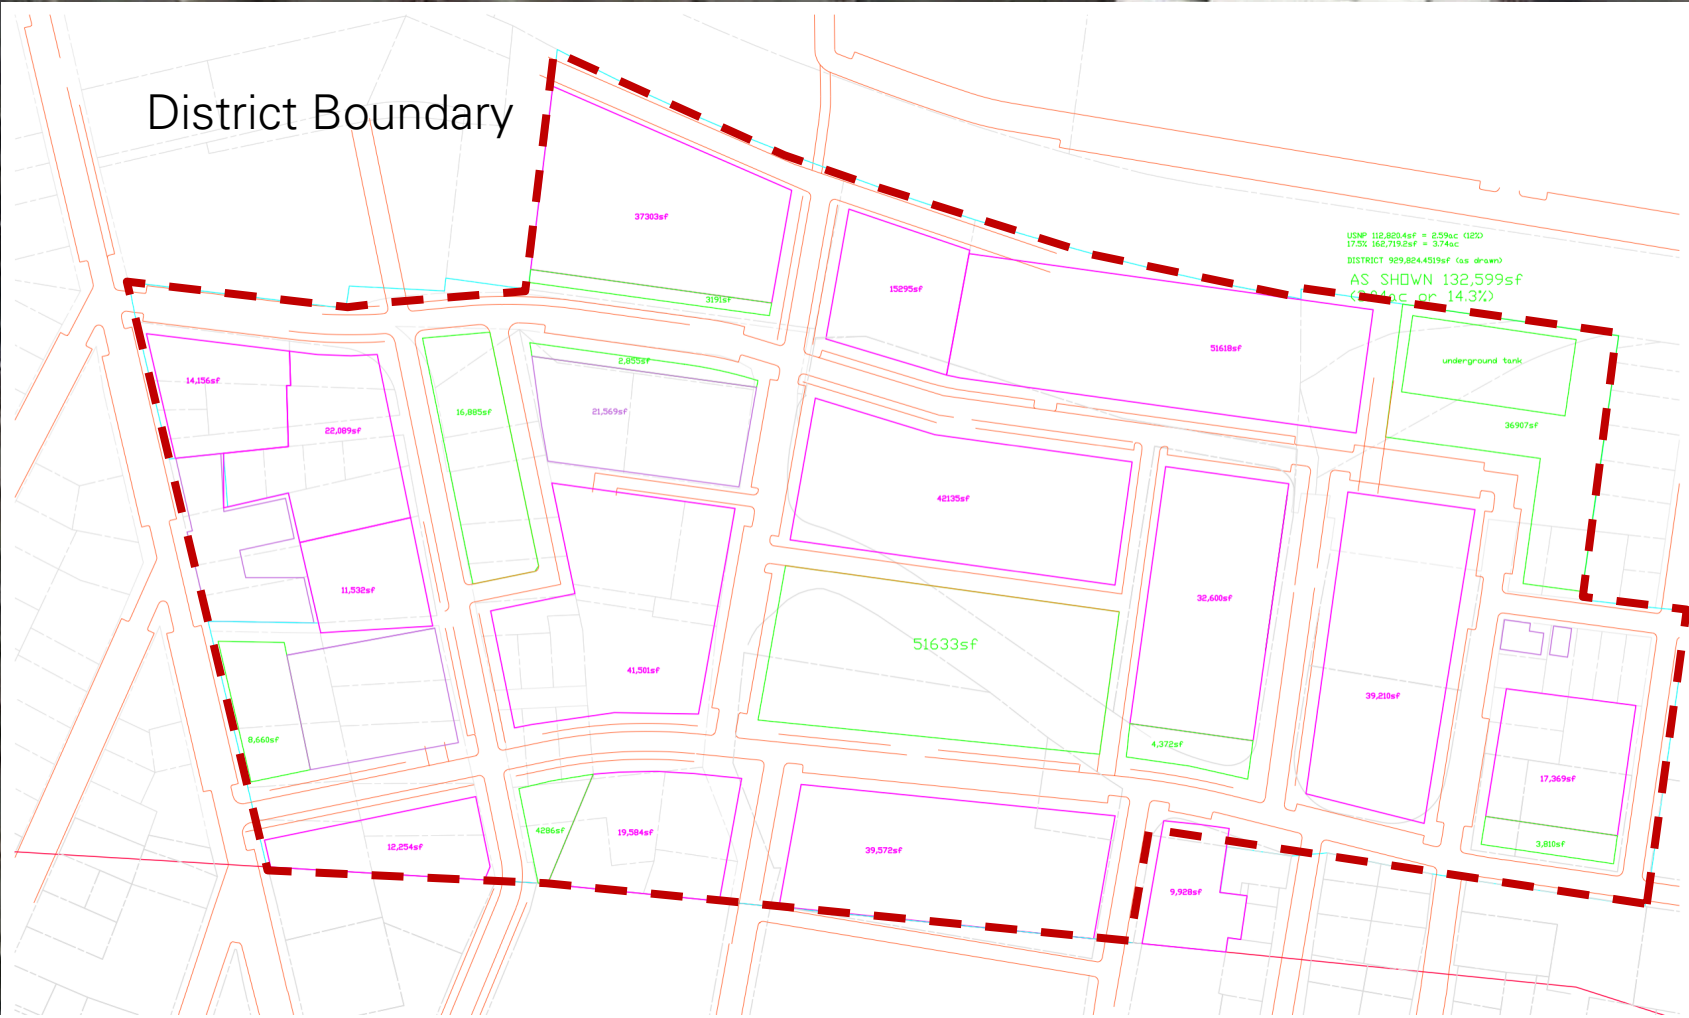 District Boundary
37303sf
3191sf
USNP 112,820.4sf = 2.59ac (12%)
17.5% 162,719.2sf = 3.74ac
DISTRICT 929,824.4519sf (as drawn)
AS SHOWN 132,599sf
15295sf
51618sf
underground tank
36907sf
14,156sf
22,089sf
16,885sf
2,895sf
21,569sf
42135sf
11,532sf
32,600sf
51633sf
41,501sf
39,210sf
8,660sf
4,372sf
17,369sf
4286sf
19,584sf
12,254sf
39,572sf
3,810sf
9,928sf